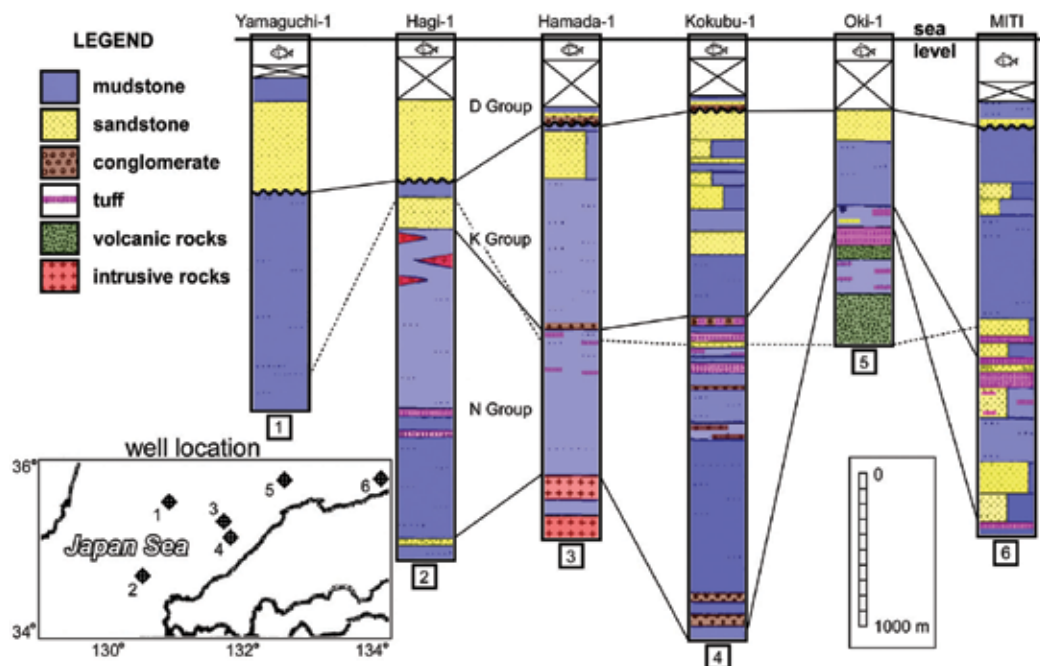 Yamaguchi-1 Hagi-1 Hamada-1 Kokubu-1 Oki-1 MITI
sea level
LEGEND
mudstone
sandstone
conglomerate
tuff
volcanic rocks
intrusive rocks
D Group
K Group
N Group
1
2
3
4
5
6
well location
36°
34°
130° 132° 134°
Japan Sea
1
2
3
4
5
6
0
1000 m